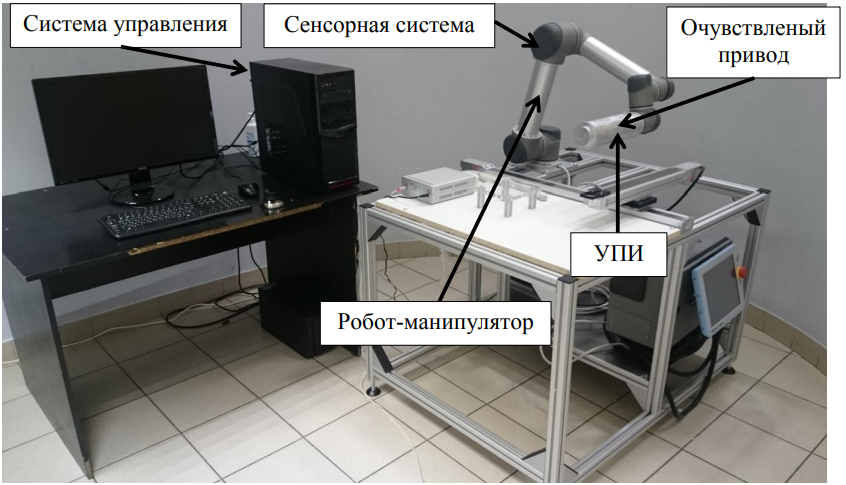 Система управления
Сенсорная система
Очувствленый
привод
УПИ
Робот-манипулятор